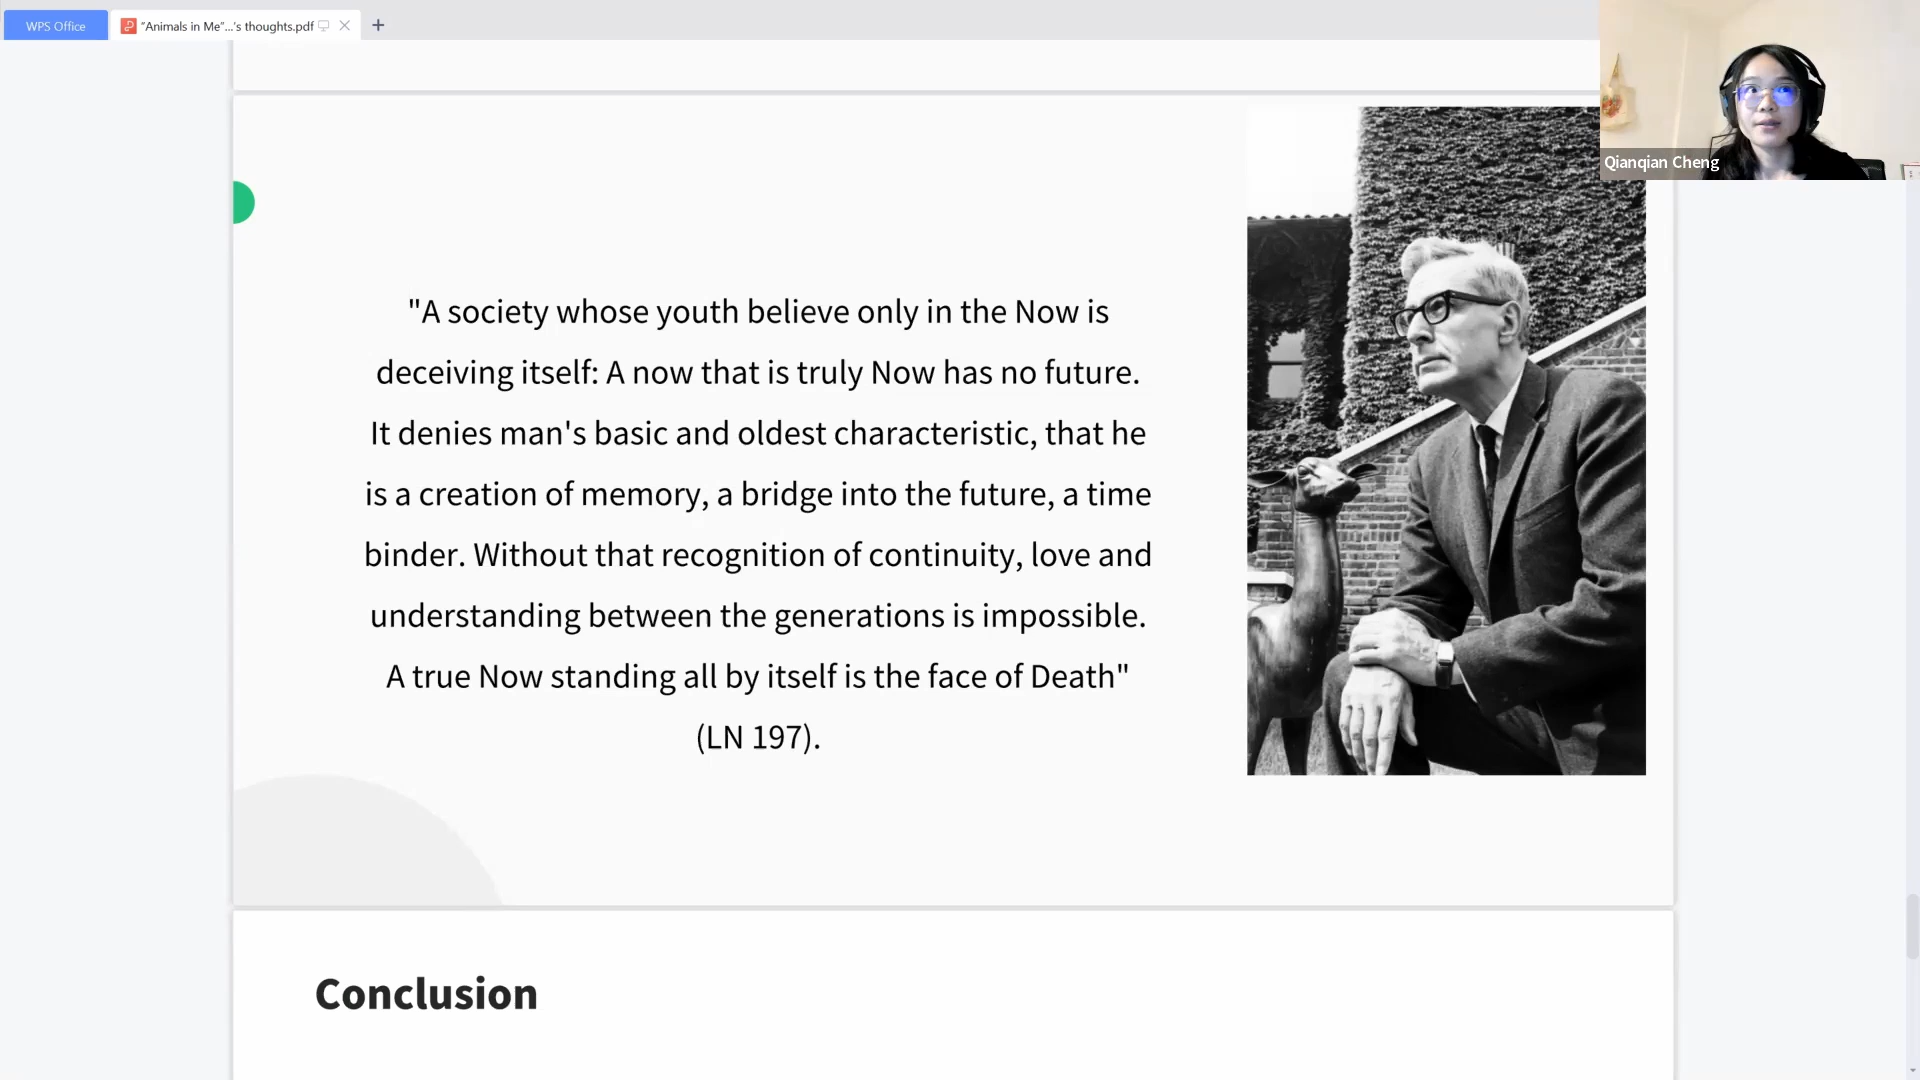 WPS Office
"Animals in Me"...'s thoughts.pdf
Qianqian Cheng
"A society whose youth believe only in the Now is
deceiving itself: A now that is truly Now has no future.
It denies man's basic and oldest characteristic, that he
is a creation of memory, a bridge into the future, a time
binder. Without that recognition of continuity, love and
understanding between the generations is impossible.
A true Now standing all by itself is the face of Death"
(LN 197).
Conclusion